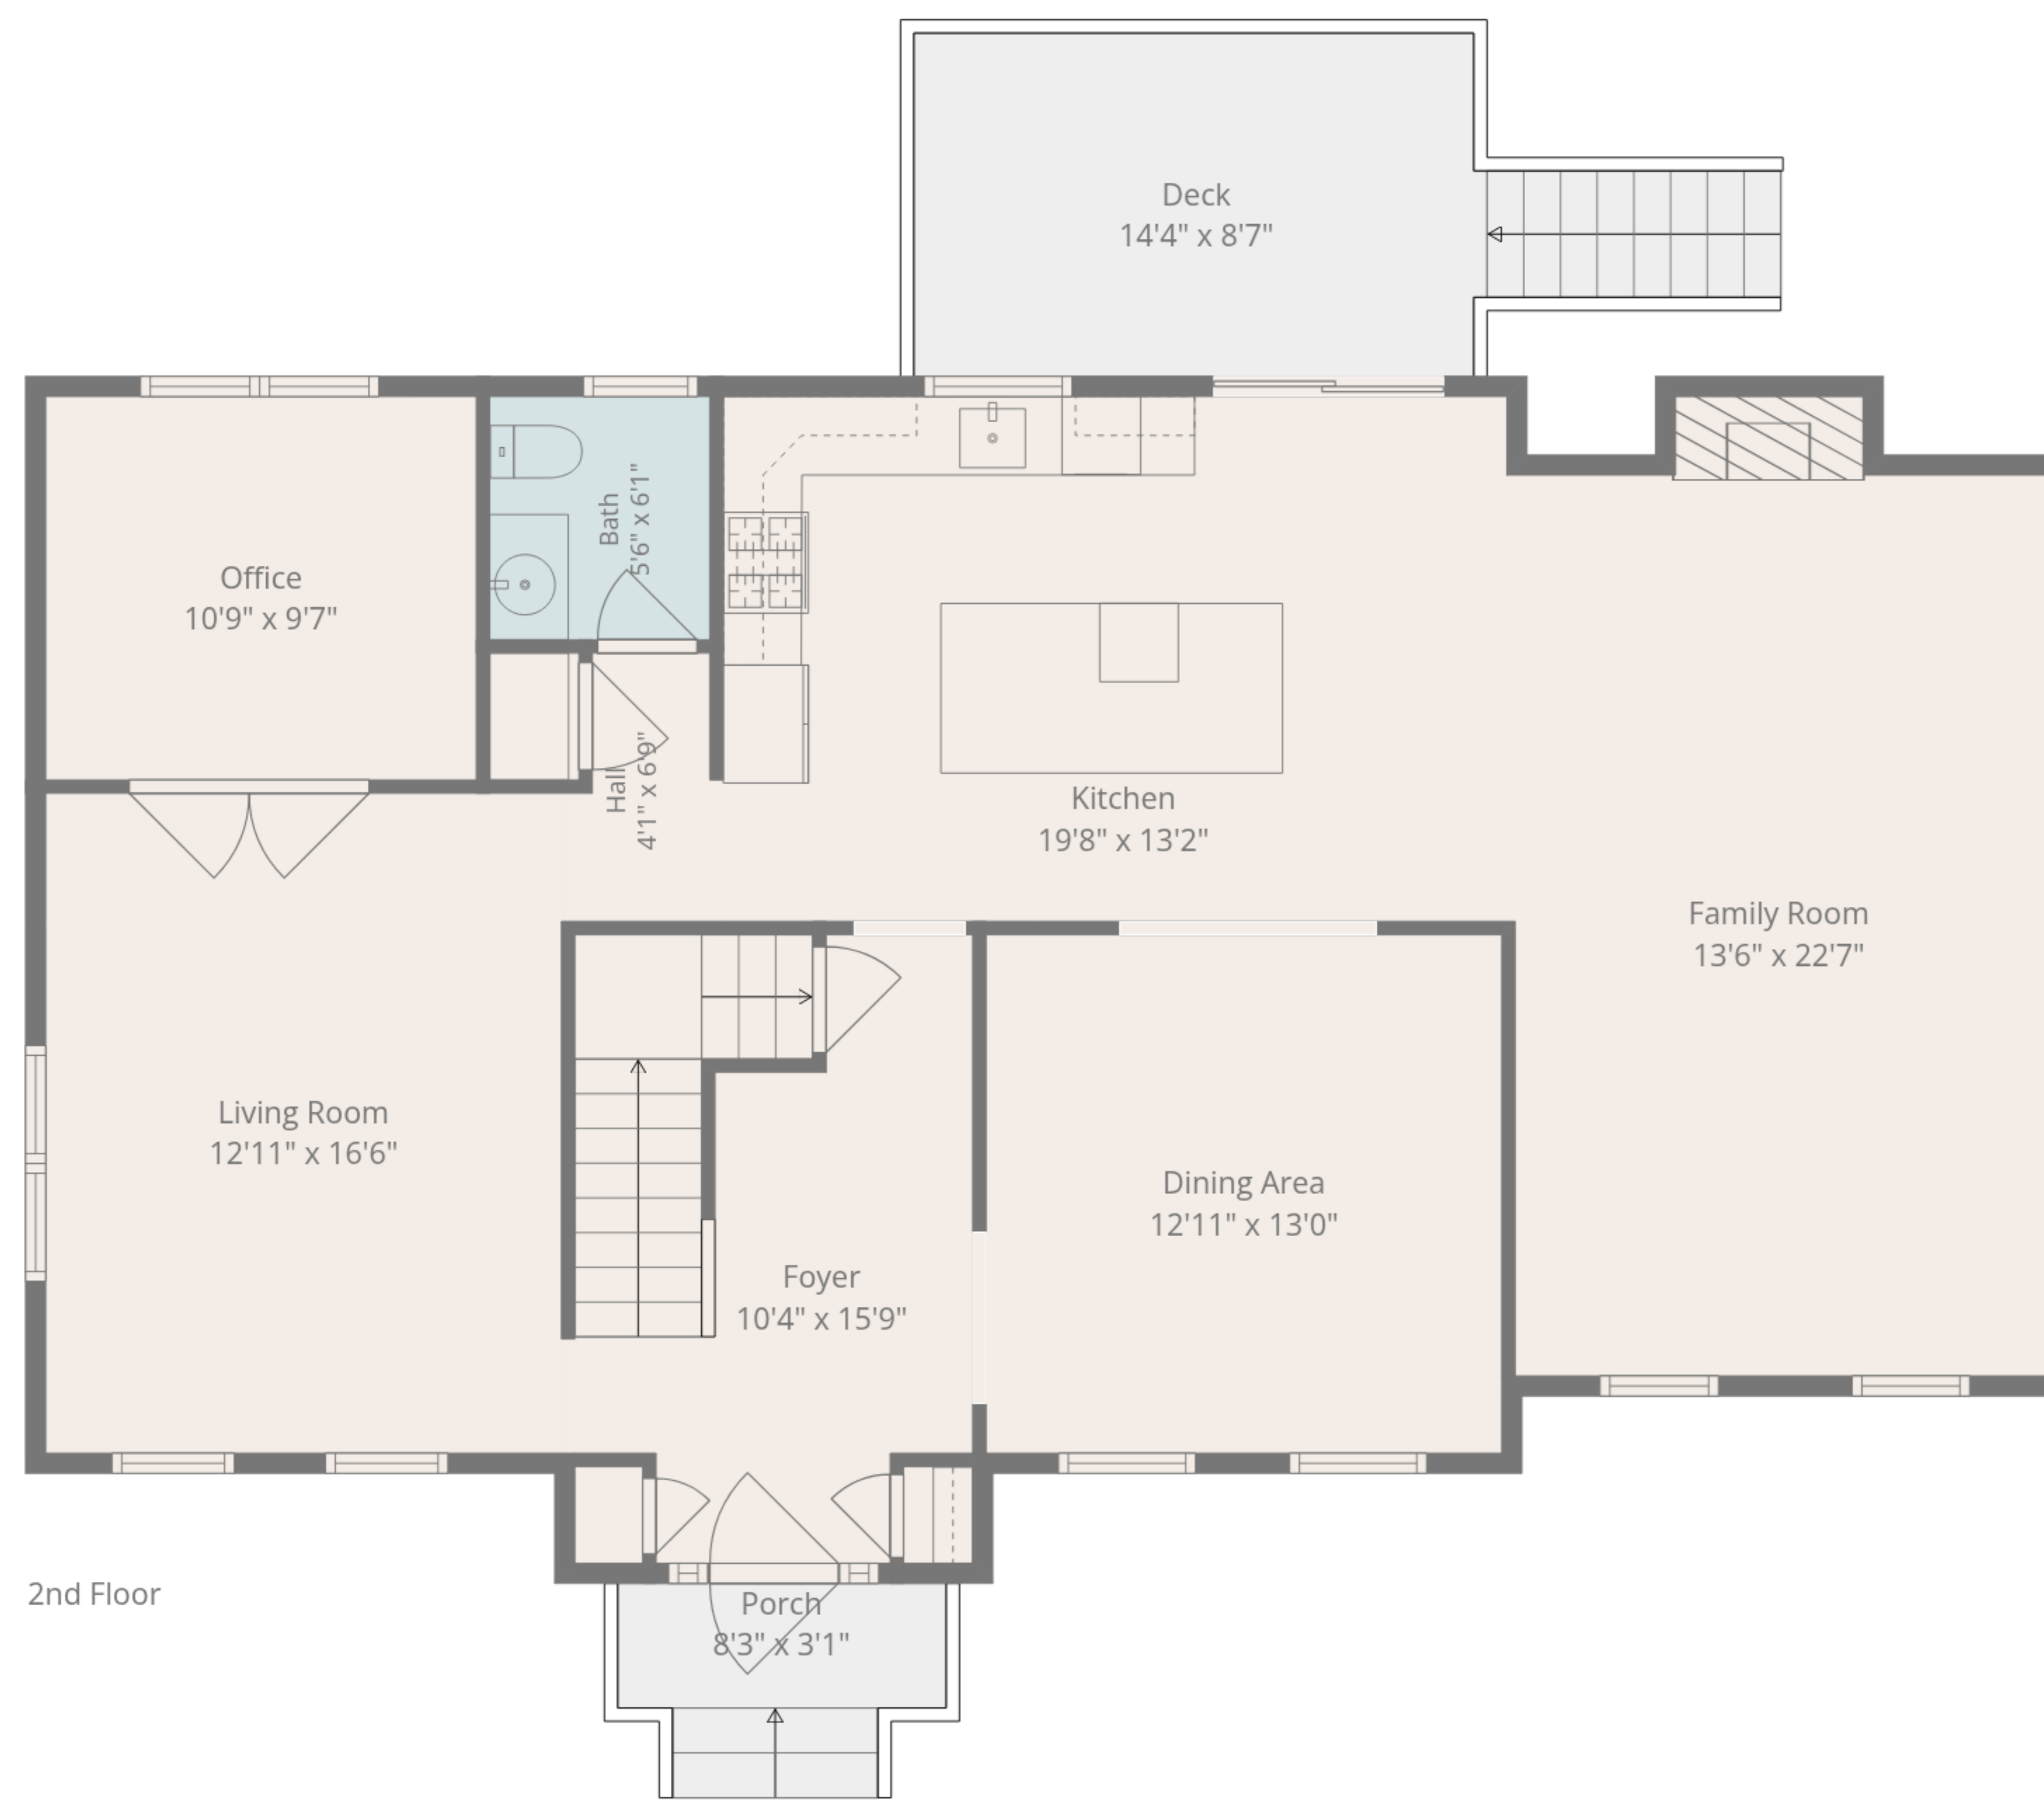 Deck
14'4" x 8'7"
Office
10'9" x 9'7"
Bath
5'6" x 6'1"
Hall
4'1" x 6'9"
Kitchen
19'8" x 13'2"
Family Room
13'6" x 22'7"
Living Room
12'11" x 16'6"
Dining Area
12'11" x 13'0"
Foyer
10'4" x 15'9"
2nd Floor
Porch
8'3" x 3'1"